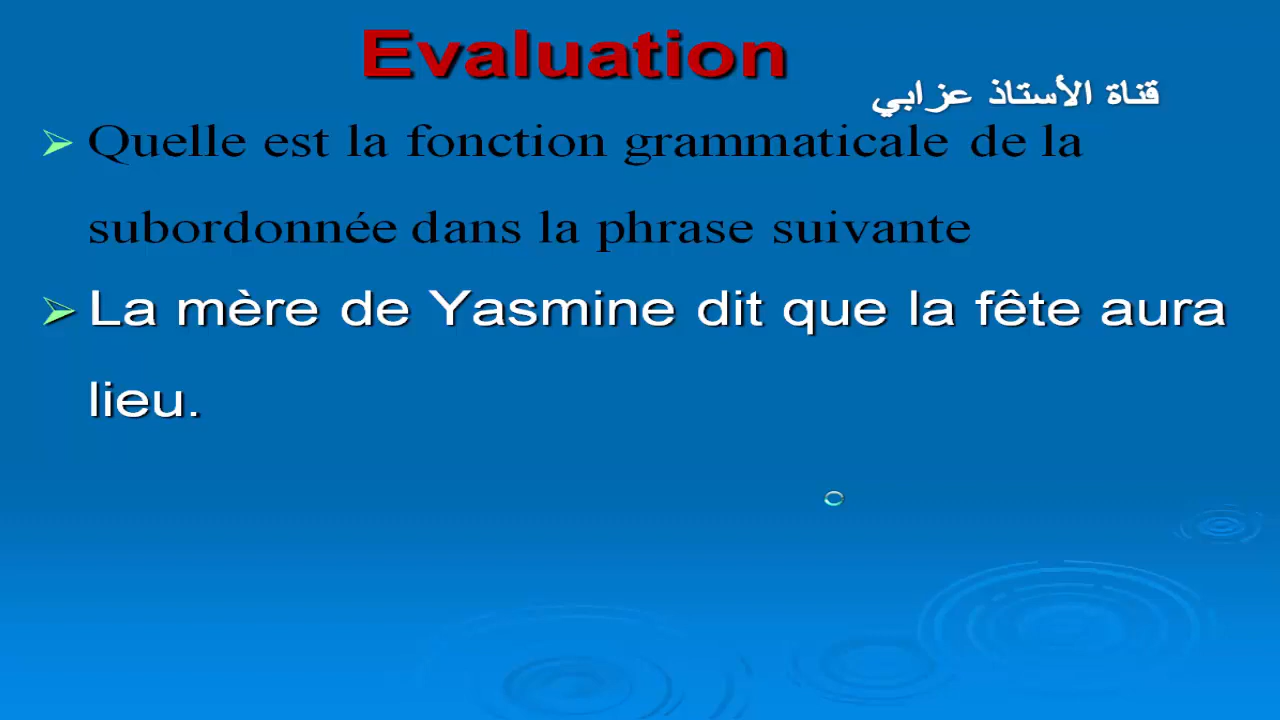 Evaluation
قناة الأستاذ عزابي
Quelle est la fonction grammaticale de la
subordonnée dans la phrase suivante
La mère de Yasmine dit que la fête aura
lieu.